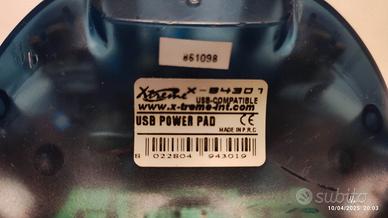 861098
Xtreme X-84301
USB-COMPATIBLE
www.x-treme-int.com
USB POWER PAD CE
MADE IN P.R.C
8 022804 943019
subito
10/04/2025 20:03